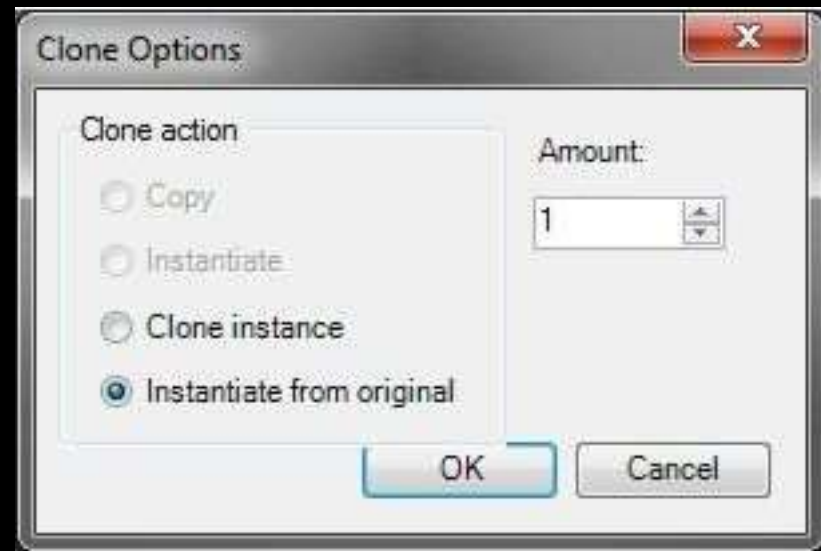 Clone Options
Clone action
Amount:
Copy
1
Instantiate
Clone instance
Instantiate from original
OK
Cancel